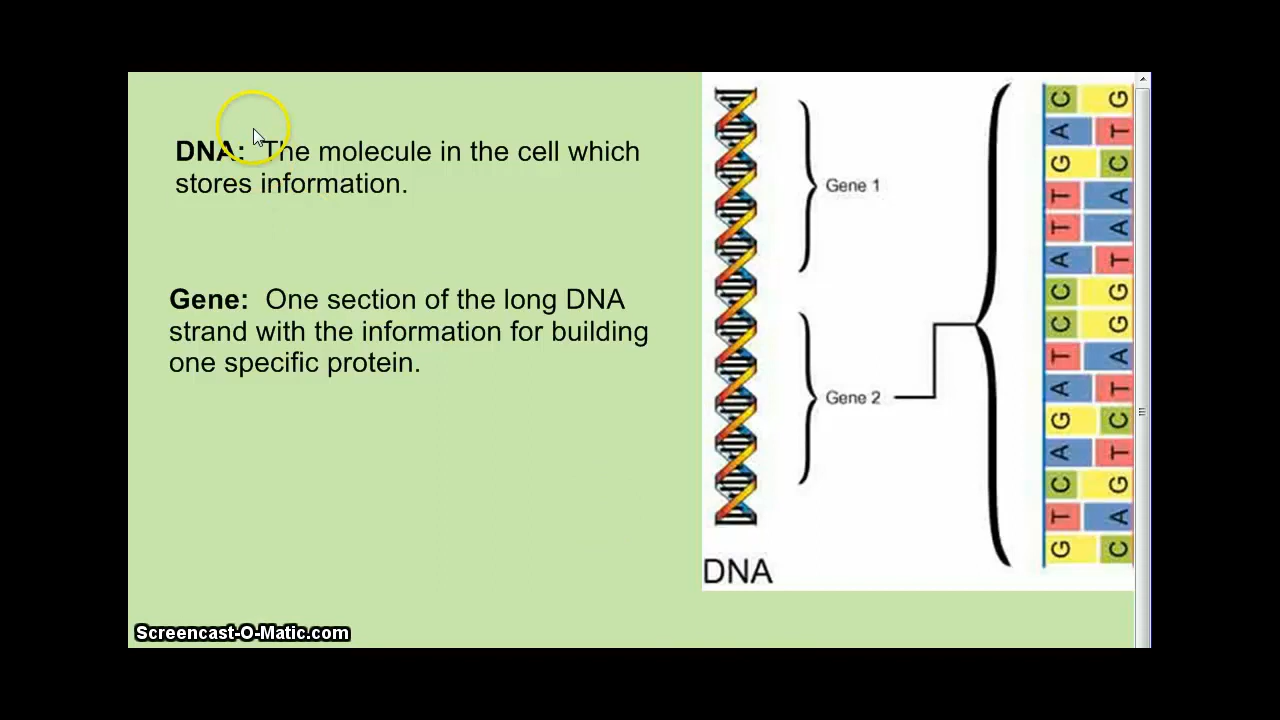 DNA: The molecule in the cell which
stores information.
Gene: One section of the long DNA
strand with the information for building
one specific protein.
Gene 1
Gene 2
DNA
C G
A T
G C
T A
T A
A T
C G
C G
T A
A T
G C
A T
C G
T A
G C
Screencast-O-Matic.com